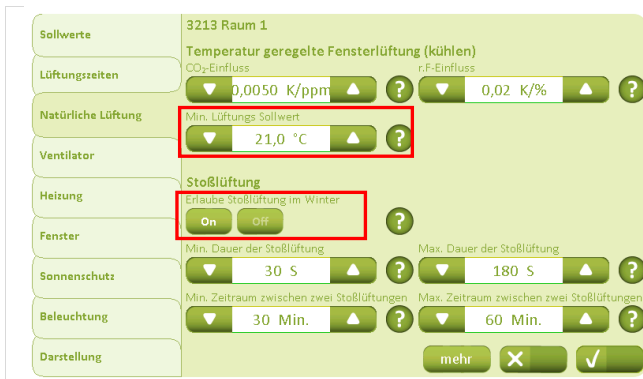 Sollwerte
Lüftungszeiten
Natürliche Lüftung
Ventilator
Heizung
Fenster
Sonnenschutz
Beleuchtung
Darstellung
3213 Raum 1
Temperatur geregelte Fensterlüftung (kühlen)
CO₂-Einfluss r.F-Einfluss
0,0050 K/ppm ? 0,02 K/% ?
Min. Lüftungs Sollwert
21,0 °C ?
Stoßlüftung
Erlaube Stoßlüftung im Winter
On Off ?
Min. Dauer der Stoßlüftung Max. Dauer der Stoßlüftung
30 S ? 180 S ?
Min. Zeitraum zwischen zwei Stoßlüftungen Max. Zeitraum zwischen zwei Stoßlüftungen
30 Min. ? 60 Min. ?
mehr